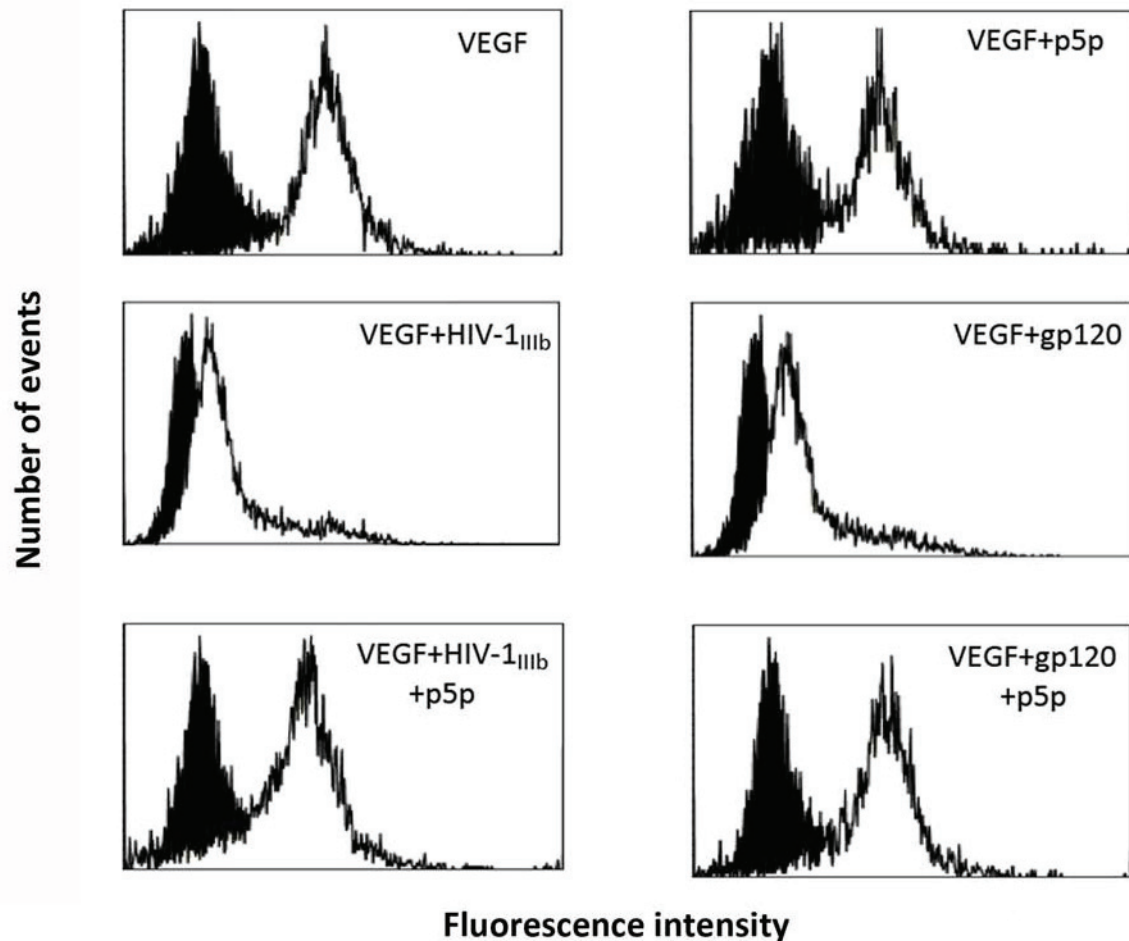 VEGF
VEGF+p5p
VEGF+HIV-1IIIb
VEGF+gp120
VEGF+HIV-1IIIb
+p5p
VEGF+gp120
+p5p
Number of events
Fluorescence intensity